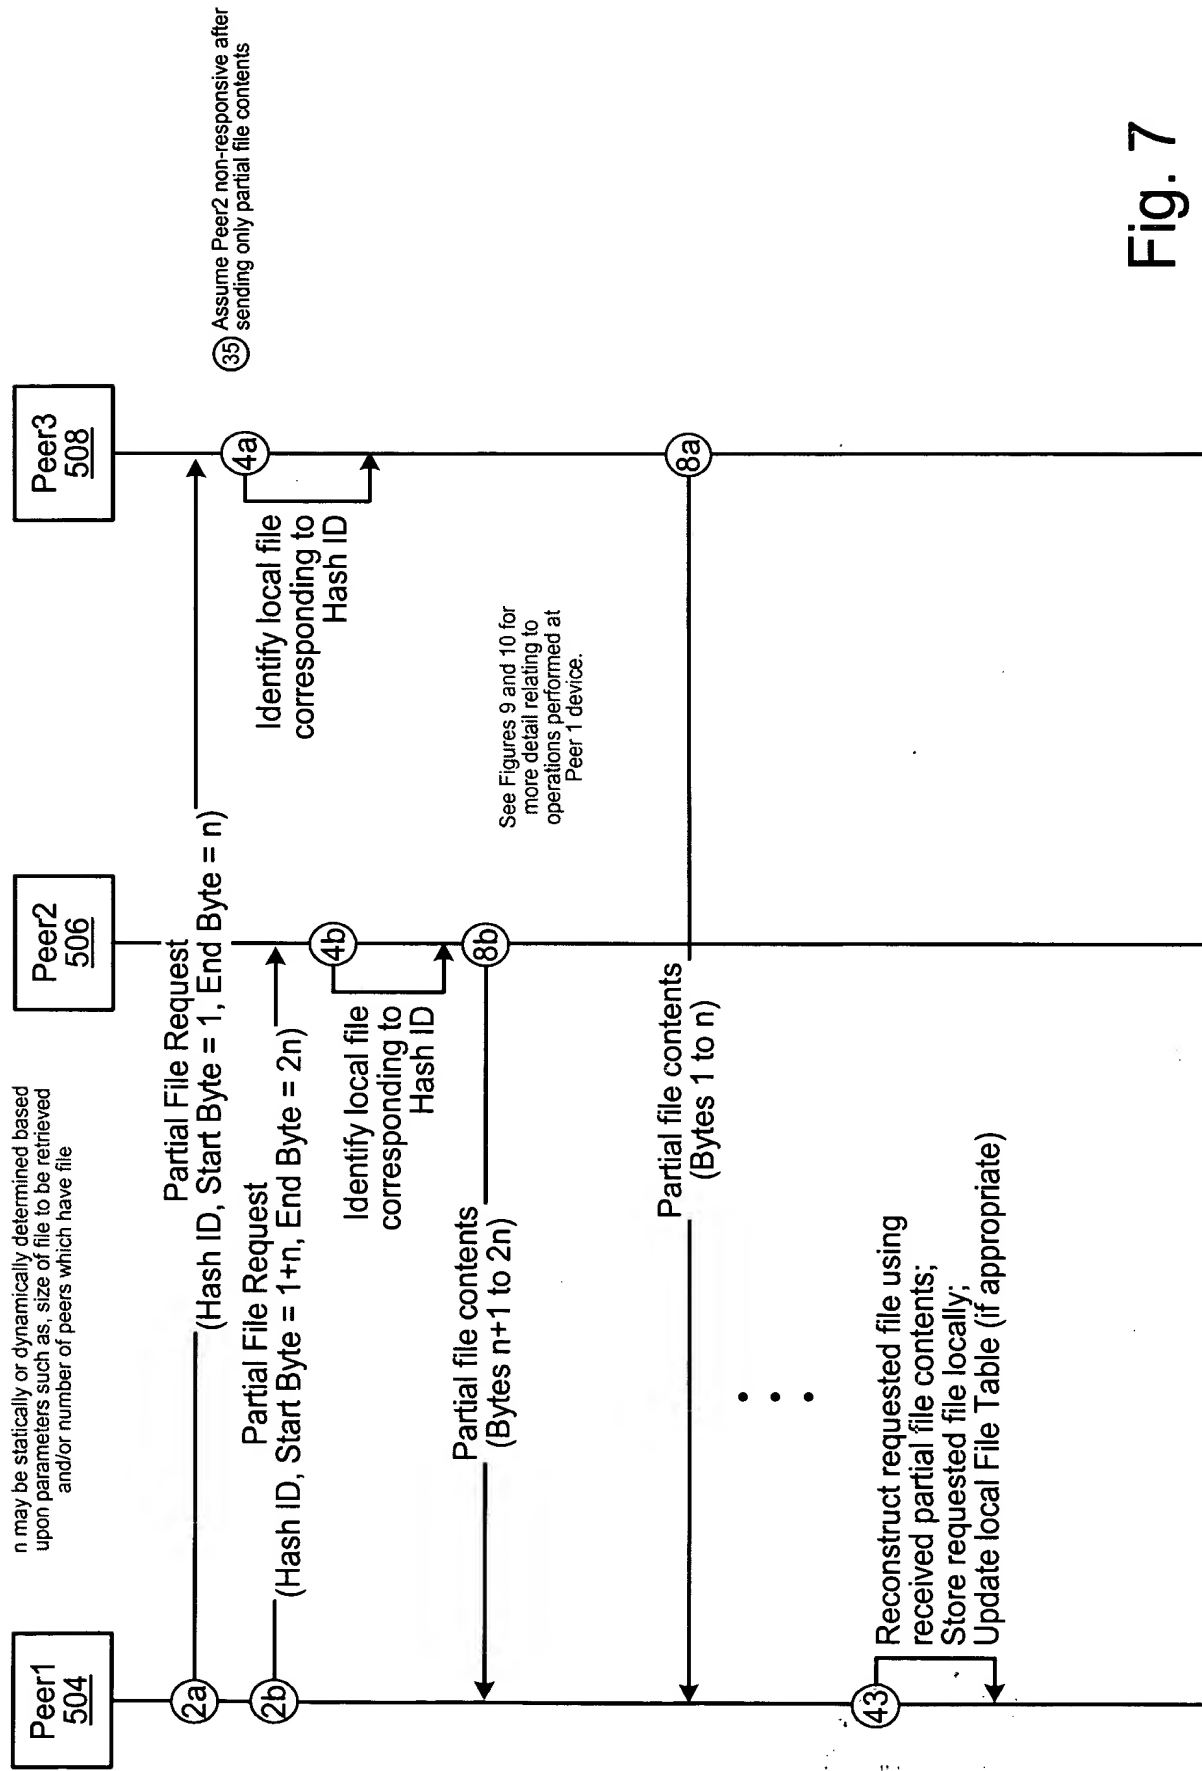 n may be statically or dynamically determined based
upon parameters such as, size of file to be retrieved
and/or number of peers which have file
Peer1
504
Peer2
506
Peer3
508
2a
Partial File Request
(Hash ID, Start Byte = 1, End Byte = n)
35
Assume Peer2 non-responsive after
sending only partial file contents
4a
2b
Partial File Request
(Hash ID, Start Byte = 1+n, End Byte = 2n)
Identify local file
corresponding to
Hash ID
4b
Identify local file
corresponding to
Hash ID
8b
Partial file contents
(Bytes n+1 to 2n)
See Figures 9 and 10 for
more detail relating to
operations performed at
Peer 1 device.
8a
Partial file contents
(Bytes 1 to n)
43
Reconstruct requested file using
received partial file contents;
Store requested file locally;
Update local File Table (if appropriate)
Fig. 7